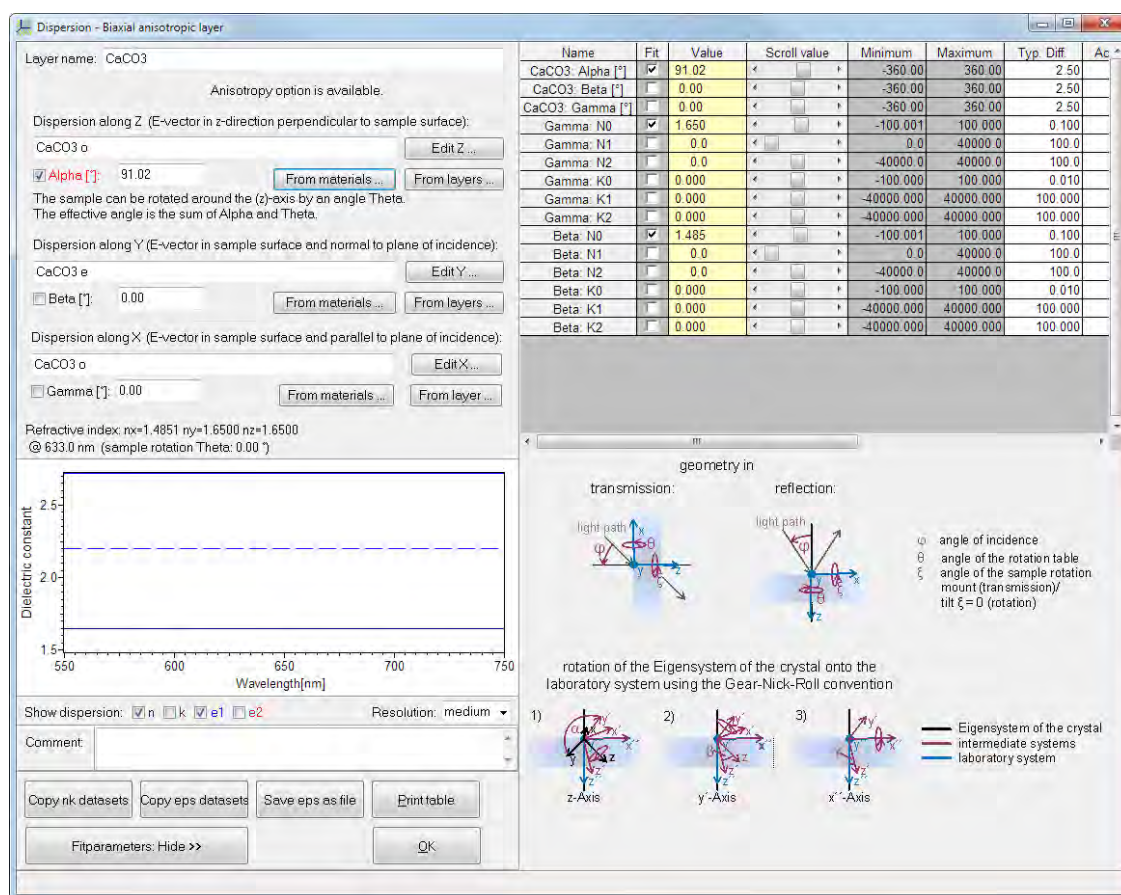 Dispersion - Biaxial anisotropic layer
Layer name: CaCO3
Anisotropy option is available.
Dispersion along Z (E-vector in z-direction perpendicular to sample surface):
CaCO3 o
Edit Z ...
Alpha [°]: 91.02
From materials ... From layers ...
The sample can be rotated around the (z)-axis by an angle Theta.
The effective angle is the sum of Alpha and Theta.
Dispersion along Y (E-vector in sample surface and normal to plane of incidence):
CaCO3 e
Edit Y ...
Beta [°]: 0.00
From materials ... From layers ...
Dispersion along X (E-vector in sample surface and parallel to plane of incidence):
CaCO3 o
Edit X ...
Gamma [°]: 0.00
From materials ... From layer ...
Refractive index: nx=1.4851 ny=1.6500 nz=1.6500
@ 633.0 nm (sample rotation Theta: 0.00 °)
Dielectric constant
2.5
2.0
1.5
550 600 650 700 750
Wavelength[nm]
Show dispersion: n k e1 e2 Resolution: medium
Comment:
Copy nk datasets Copy eps datasets Save eps as file Print table
Fitparameters: Hide >> OK
Name Fit Value Scroll value Minimum Maximum Typ. Diff. Ac
CaCO3: Alpha [°] 91.02 -360.00 360.00 2.50
CaCO3: Beta [°] 0.00 -360.00 360.00 2.50
CaCO3: Gamma [°] 0.00 -360.00 360.00 2.50
Gamma: N0 1.650 -100.001 100.000 0.100
Gamma: N1 0.0 0.0 40000.0 100.0
Gamma: N2 0.0 -40000.0 40000.0 100.0
Gamma: K0 0.000 -100.000 100.000 0.010
Gamma: K1 0.000 -40000.000 40000.000 100.000
Gamma: K2 0.000 -40000.000 40000.000 100.000
Beta: N0 1.485 -100.001 100.000 0.100
Beta: N1 0.0 0.0 40000.0 100.0
Beta: N2 0.0 -40000.0 40000.0 100.0
Beta: K0 0.000 -100.000 100.000 0.010
Beta: K1 0.000 -40000.000 40000.000 100.000
Beta: K2 0.000 -40000.000 40000.000 100.000
geometry in
transmission: reflection:
light path φ x θ y z ξ
light path φ y x ξ θ z
φ angle of incidence
θ angle of the rotation table
ξ angle of the sample rotation
mount (transmission)/
tilt ξ = 0 (rotation)
rotation of the Eigensystem of the crystal onto the
laboratory system using the Gear-Nick-Roll convention
1) 2) 3)
Eigensystem of the crystal
intermediate systems
laboratory system
z-Axis y´-Axis x´´-Axis